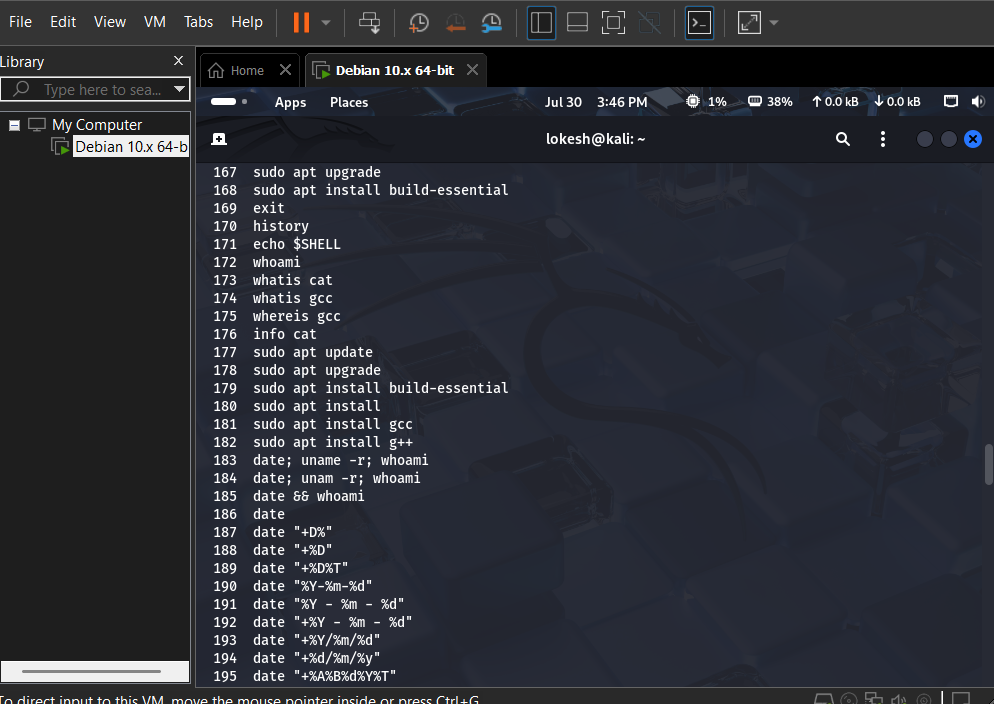 File Edit View VM Tabs Help
Library
Type here to sea...
My Computer
Debian 10.x 64-b
Home
Debian 10.x 64-bit
Apps Places Jul 30 3:46 PM 1% 38% 0.0 kB 0.0 kB
lokesh@kali: ~
167 sudo apt upgrade
168 sudo apt install build-essential
169 exit
170 history
171 echo $SHELL
172 whoami
173 whatis cat
174 whatis gcc
175 whereis gcc
176 info cat
177 sudo apt update
178 sudo apt upgrade
179 sudo apt install build-essential
180 sudo apt install
181 sudo apt install gcc
182 sudo apt install g++
183 date; uname -r; whoami
184 date; unam -r; whoami
185 date && whoami
186 date
187 date "+D%"
188 date "+%D"
189 date "+%D%T"
190 date "%Y-%m-%d"
191 date "%Y - %m - %d"
192 date "+%Y - %m - %d"
193 date "+%Y/%m/%d"
194 date "+%d/%m/%y"
195 date "+%A%B%d%Y%T"
To direct input to this VM, move the mouse pointer inside or press Ctrl+G.